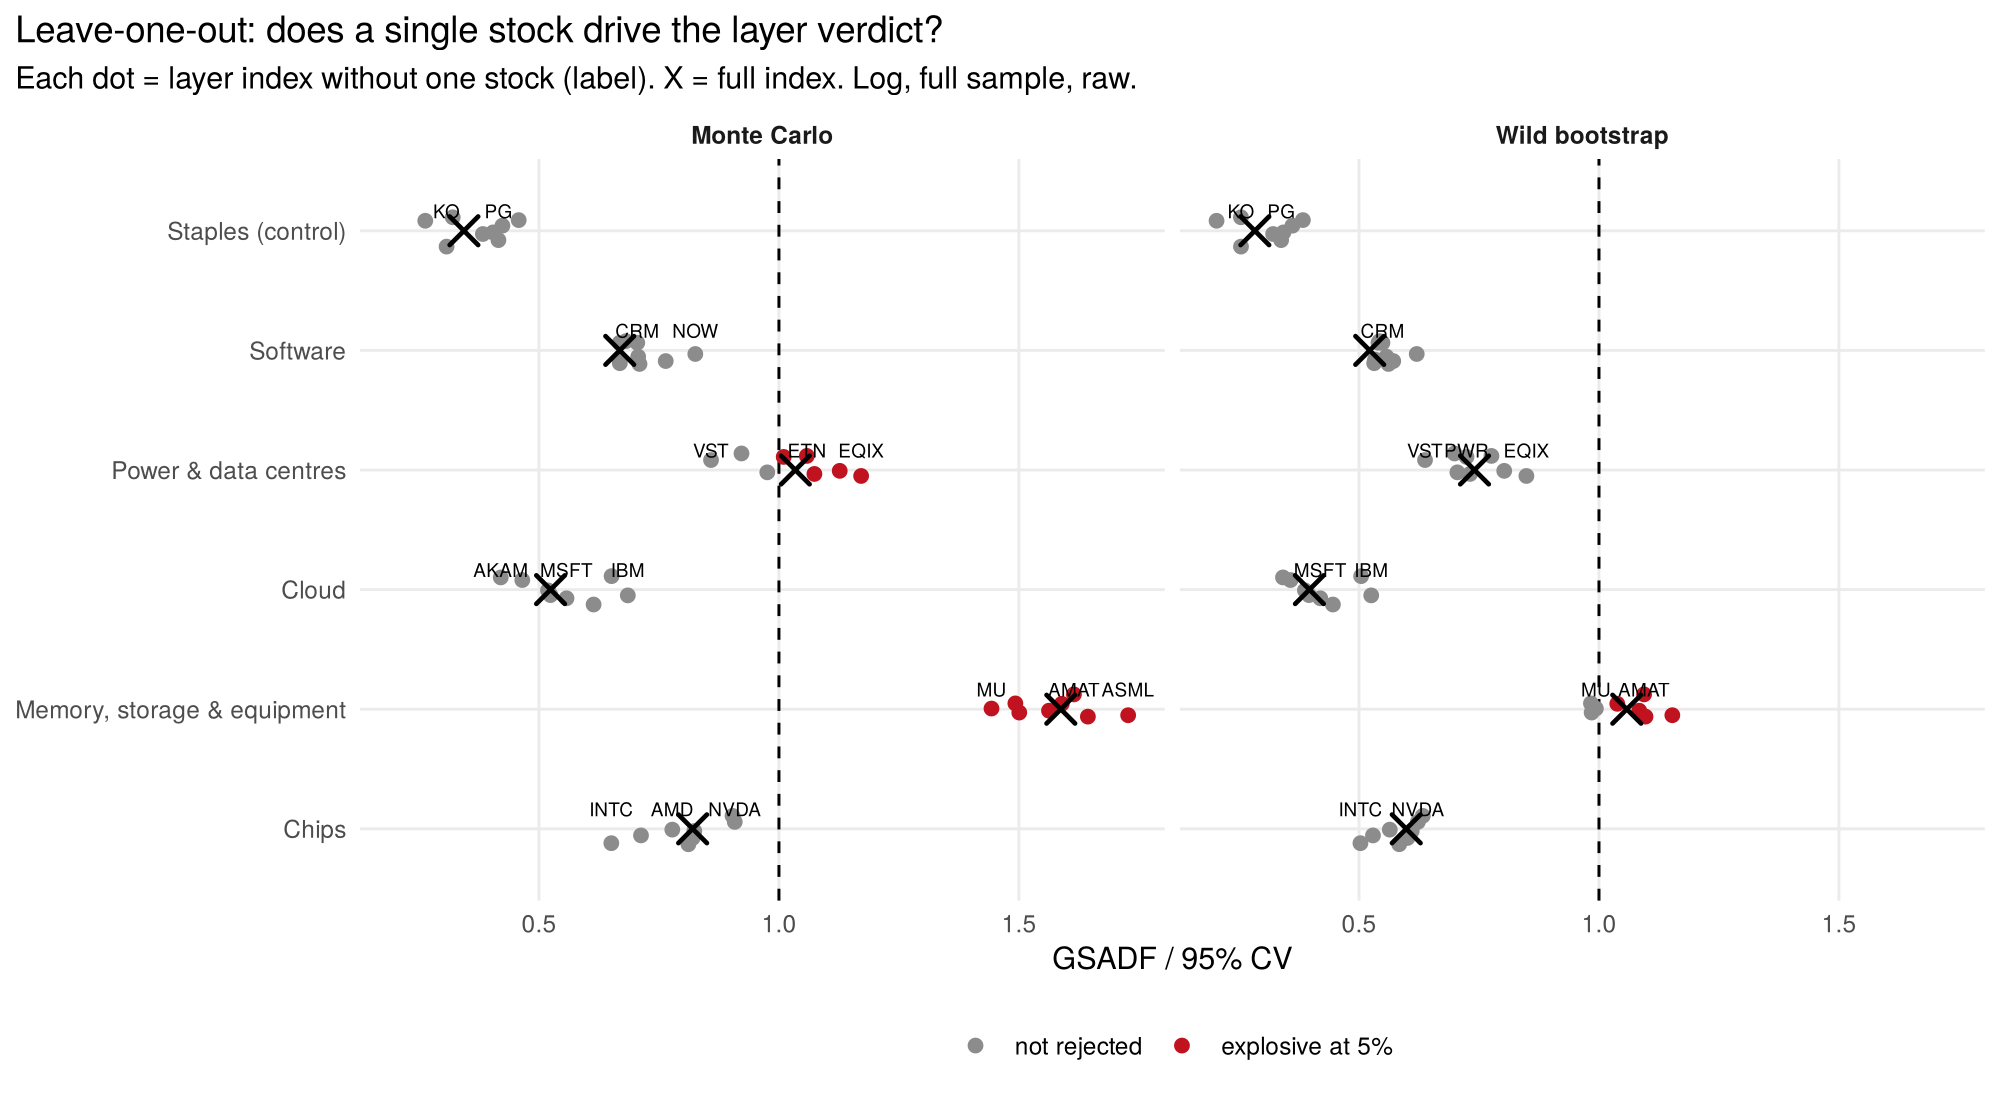 Leave-one-out: does a single stock drive the layer verdict?
Each dot = layer index without one stock (label). X = full index. Log, full sample, raw.
Monte Carlo
Wild bootstrap
Staples (control)
KO PG
KO PG
Software
CRM NOW
CRM
Power & data centres
VST ETN EQIX
VST PWR EQIX
Cloud
AKAM MSFT IBM
MSFT IBM
Memory, storage & equipment
MU AMAT ASML
MU AMAT
Chips
INTC AMD NVDA
INTC NVDA
0.5 1.0 1.5
0.5 1.0 1.5
GSADF / 95% CV
not rejected
explosive at 5%